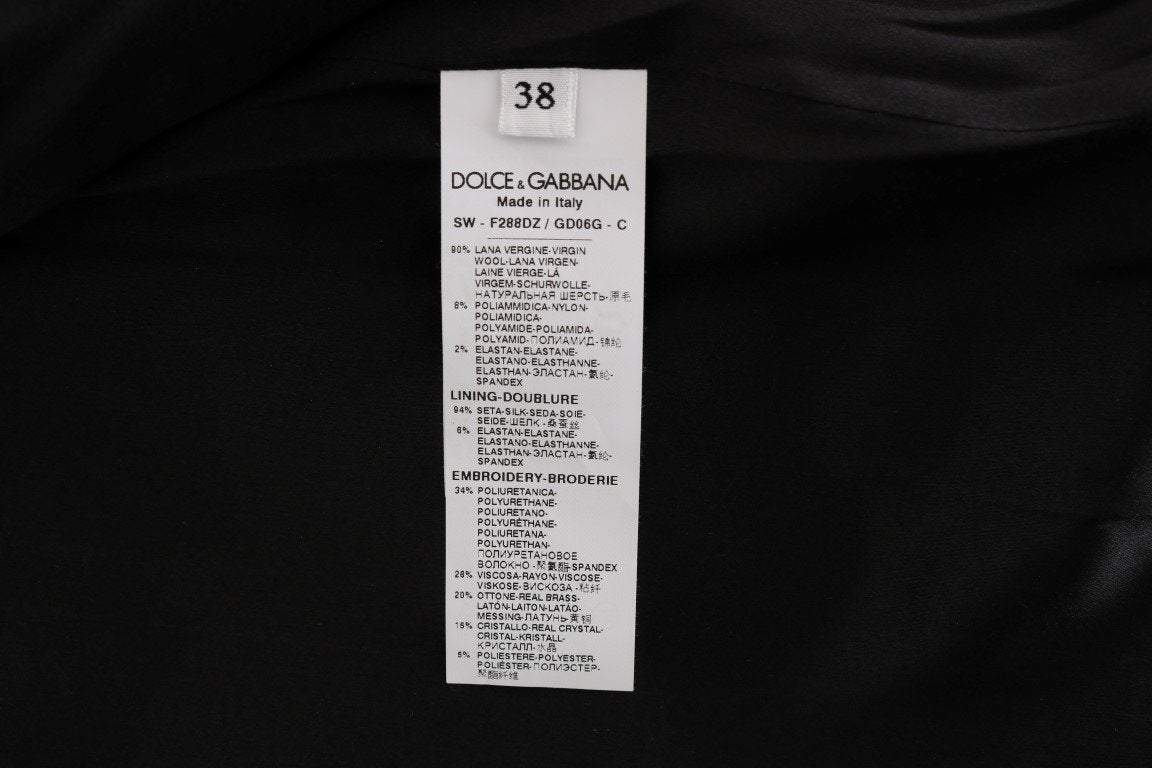 38
DOLCE & GABBANA
Made in Italy
SW - F288DZ / GD06G - C
90% LANA VERGINE-VIRGIN
WOOL-LANA VIRGEN-
LAINE VIERGE-LÃ
VIRGEM-SCHURWOLLE-
НАТУРАЛЬНАЯ ШЕРСТЬ-原毛
8% POLIAMMIDICA-NYLON-
POLIAMIDICA-
POLYAMIDE-POLIAMIDA-
POLYAMID-ПОЛИАМИД-锦纶
2% ELASTAN-ELASTANE-
ELASTANO-ELASTHANNE-
ELASTHAN-ЭЛАСТАН-氨纶-
SPANDEX
LINING-DOUBLURE
94% SETA-SILK-SEDA-SOIE-
SEIDE-ШЕЛК-桑蚕丝
6% ELASTAN-ELASTANE-
ELASTANO-ELASTHANNE-
ELASTHAN-ЭЛАСТАН-氨纶-
SPANDEX
EMBROIDERY-BRODERIE
34% POLIURETANICA-
POLYURETHANE-
POLIURETANO-
POLYURÉTHANE-
POLIURETANA-
POLYURETHAN-
ПОЛИУРЕТАНОВОЕ
ВОЛОКНО-聚氨酯-SPANDEX
26% VISCOSA-RAYON-VISCOSE-
VISKOSE-ВИСКОЗА-粘纤
20% OTTONE-REAL BRASS-
LATÓN-LAITON-LATÃO-
MESSING-ЛАТУНЬ-黄铜
15% CRISTALLO-REAL CRYSTAL-
CRISTAL-KRISTALL-
КРИСТАЛЛ-水晶
5% POLIESTERE-POLYESTER-
POLIÉSTER-ПОЛИЭСТЕР-
聚酯纤维